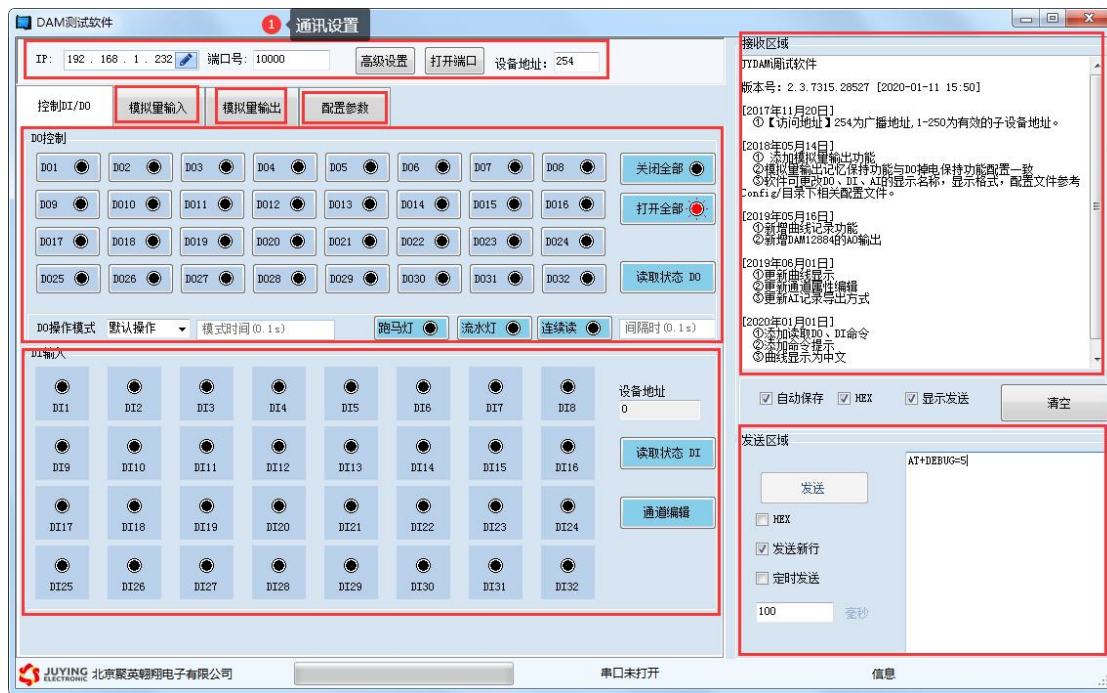 DAM测试软件
1 通讯设置
IP: 192 . 168 . 1 . 232 端口号: 10000 高级设置 打开端口 设备地址: 254
控制DI/DO 模拟量输入 模拟量输出 配置参数
DO控制
DO1 DO2 DO3 DO4 DO5 DO6 DO7 DO8 关闭全部
DO9 DO10 DO11 DO12 DO13 DO14 DO15 DO16 打开全部
DO17 DO18 DO19 DO20 DO21 DO22 DO23 DO24
DO25 DO26 DO27 DO28 DO29 DO30 DO31 DO32 读取状态 DO
DO操作模式 默认操作 模式时间(0.1s) 跑马灯 流水灯 连续读 间隔时(0.1s)
DI输入
DI1 DI2 DI3 DI4 DI5 DI6 DI7 DI8
设备地址
0
DI9 DI10 DI11 DI12 DI13 DI14 DI15 DI16 读取状态 DI
DI17 DI18 DI19 DI20 DI21 DI22 DI23 DI24 通道编辑
DI25 DI26 DI27 DI28 DI29 DI30 DI31 DI32
接收区域
JYDAM调试软件
版本号: 2.3.7315.28527 [2020-01-11 15:50]
[2017年11月20日]
①【访问地址】254为广播地址,1-250为有效的子设备地址。
[2018年05月14日]
① 添加模拟量输出功能
②模拟量输出记忆保持功能与DO掉电保持功能配置一致
③软件可更改DO、DI、AI的显示名称，显示格式，配置文件参考
Config/目录下相关配置文件。
[2019年05月16日]
①新增曲线记录功能
②新增DAM12884的AO输出
[2019年06月01日]
①更新曲线显示
②更新通道属性编辑
③更新AI记录导出方式
[2020年01月01日]
①添加读取DO、DI命令
②添加命令提示
③曲线显示为中文
自动保存 HEX 显示发送 清空
发送区域
AT+DEBUG=5
发送
HEX
发送新行
定时发送
100 毫秒
JUYING ELECTRONIC 北京聚英翱翔电子有限公司 串口未打开 信息